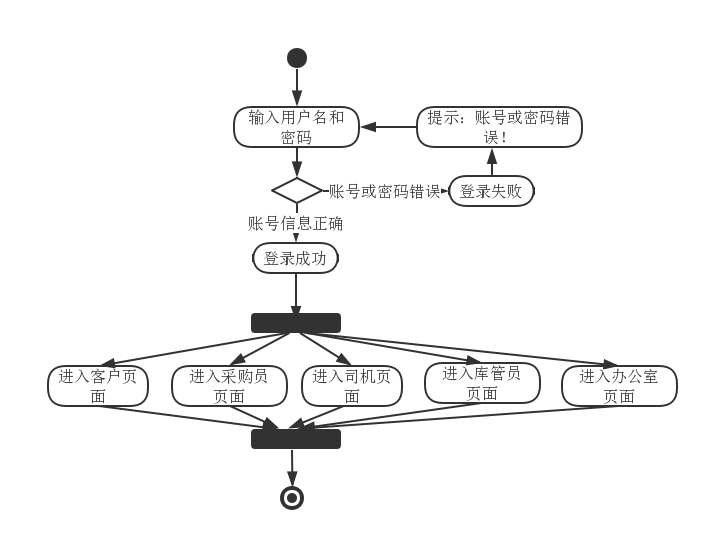 输入用户名和
密码
提示：账号或密码错
误！
账号或密码错误
登录失败
账号信息正确
登录成功
进入客户页
面
进入采购员
页面
进入司机页
面
进入库管员
页面
进入办公室
页面